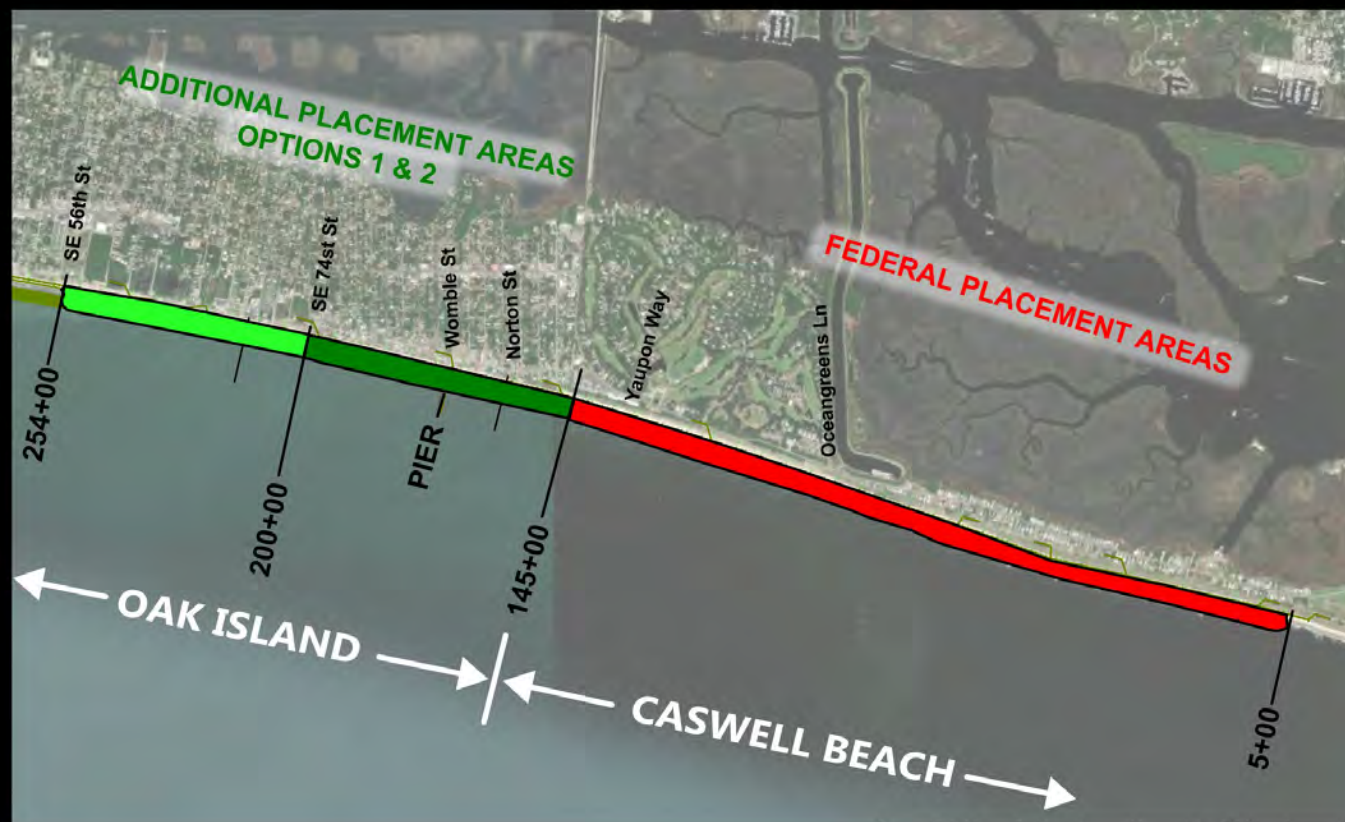 ADDITIONAL PLACEMENT AREAS
OPTIONS 1 & 2
FEDERAL PLACEMENT AREAS
SE 56th St
SE 74st St
Womble St
Norton St
Yaupon Way
Oceangreens Ln
254+00
200+00
PIER
145+00
5+00
OAK ISLAND
CASWELL BEACH